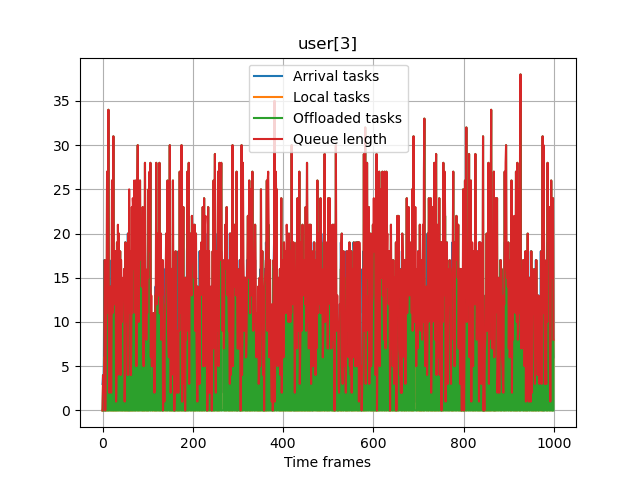 user[3]
Arrival tasks
Local tasks
Offloaded tasks
Queue length
35
30
25
20
15
10
5
0
0 200 400 600 800 1000
Time frames